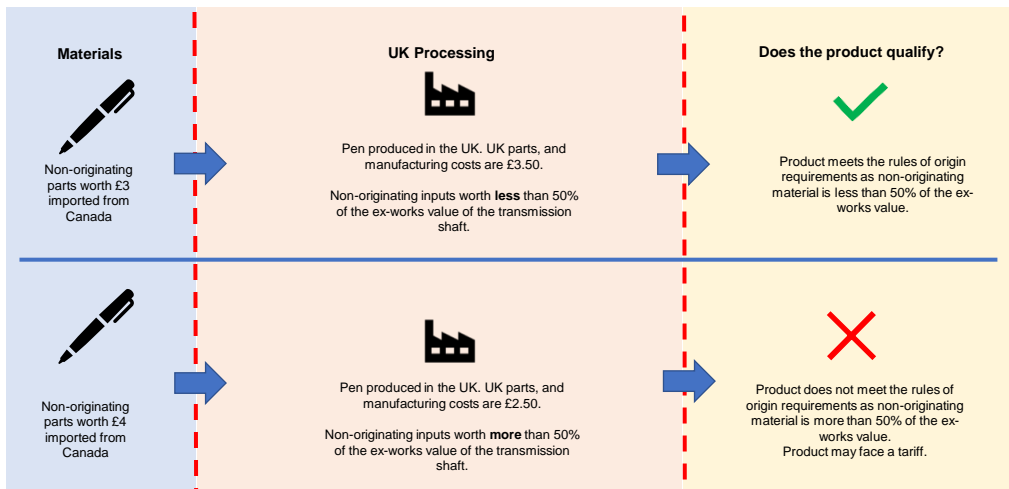 Materials
UK Processing
Does the product qualify?
Non-originating
parts worth £3
imported from
Canada
Pen produced in the UK. UK parts, and
manufacturing costs are £3.50.
Non-originating inputs worth less than 50%
of the ex-works value of the transmission
shaft.
Product meets the rules of origin
requirements as non-originating
material is less than 50% of the ex-
works value.
Non-originating
parts worth £4
imported from
Canada
Pen produced in the UK. UK parts, and
manufacturing costs are £2.50.
Non-originating inputs worth more than 50%
of the ex-works value of the transmission
shaft.
Product does not meet the rules of
origin requirements as non-originating
material is more than 50% of the ex-
works value.
Product may face a tariff.